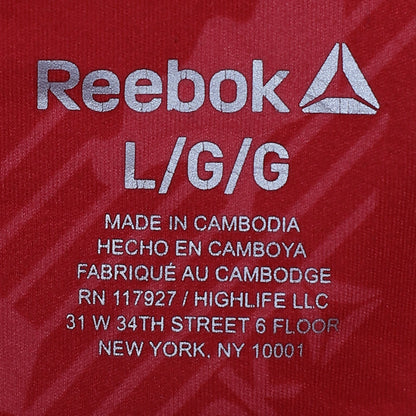 Reebok
L/G/G
MADE IN CAMBODIA
HECHO EN CAMBOYA
FABRIQUÉ AU CAMBODGE
RN 117927 / HIGHLIFE LLC
31 W 34TH STREET 6 FLOOR
NEW YORK, NY 10001